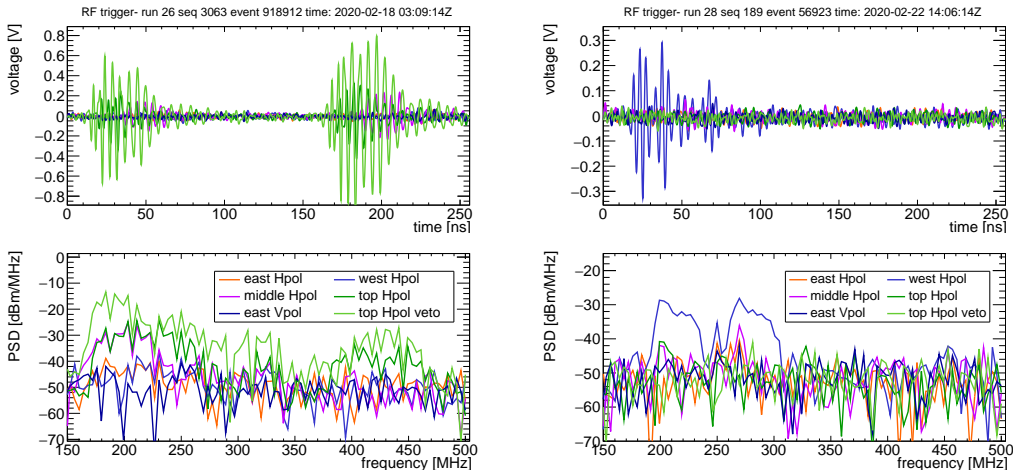 RF trigger- run 26 seq 3063 event 918912 time: 2020-02-18 03:09:14Z
voltage [V]
0.8
0.6
0.4
0.2
0
−0.2
−0.4
−0.6
−0.8
0 50 100 150 200 250
time [ns]
RF trigger- run 28 seq 189 event 56923 time: 2020-02-22 14:06:14Z
voltage [V]
0.3
0.2
0.1
0
−0.1
−0.2
−0.3
0 50 100 150 200 250
time [ns]
PSD [dBm/MHz]
0
−10
−20
−30
−40
−50
−60
−70
east Hpol west Hpol
middle Hpol top Hpol
east Vpol top Hpol veto
150 200 250 300 350 400 450 500
frequency [MHz]
PSD [dBm/MHz]
−20
−30
−40
−50
−60
−70
east Hpol west Hpol
middle Hpol top Hpol
east Vpol top Hpol veto
150 200 250 300 350 400 450 500
frequency [MHz]